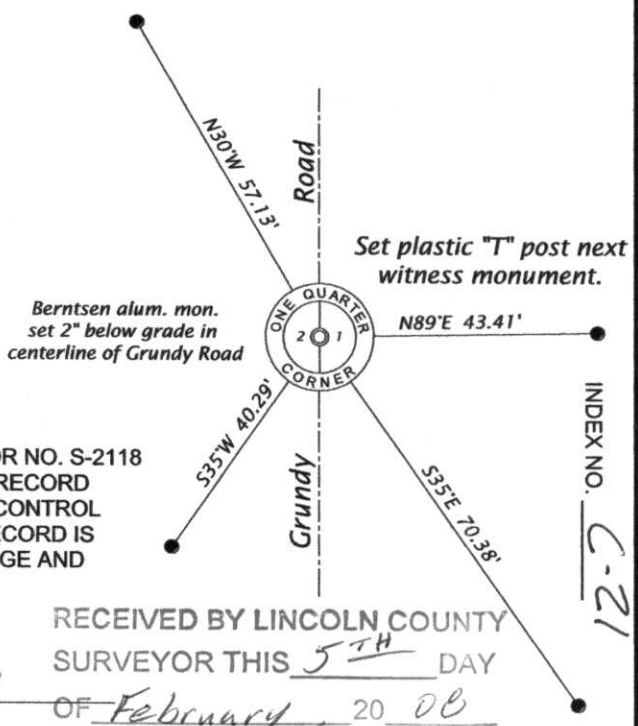 N30°W 57.13'
Road
Set plastic "T" post next
witness monument.
Berntsen alum. mon.
set 2" below grade in
centerline of Grundy Road
ONE QUARTER
2 1
CORNER
N89°E 43.41'
S35°W 40.29'
Grundy
S35°E 70.38'
INDEX NO. C-21
OR NO. S-2118
RECORD
CONTROL
ECORD IS
GE AND
RECEIVED BY LINCOLN COUNTY
SURVEYOR THIS 5TH DAY
OF February, 20 08